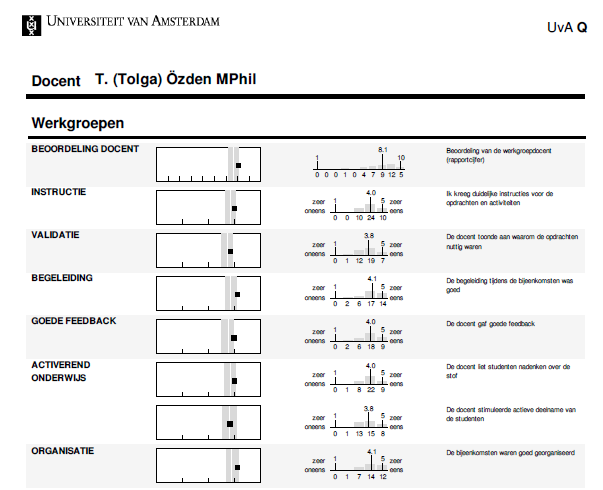 UNIVERSITEIT VAN AMSTERDAM
UvA Q
Docent T. (Tolga) Özden MPhil
Werkgroepen
BEOORDELING DOCENT
8.1
1 10
0 0 0 1 0 4 7 9 12 5
Beoordeling van de werkgroepdocent
(rapportcijfer)
INSTRUCTIE
4.0
zeer 1 5 zeer
oneens 0 0 10 24 10 eens
Ik kreeg duidelijke instructies voor de
opdrachten en activiteiten
VALIDATIE
3.8
zeer 1 5 zeer
oneens 0 1 12 19 7 eens
De docent toonde aan waarom de opdrachten
nuttig waren
BEGELEIDING
4.1
zeer 1 5 zeer
oneens 0 2 6 17 14 eens
De begeleiding tijdens de bijeenkomsten was
goed
GOEDE FEEDBACK
4.0
zeer 1 5 zeer
oneens 0 2 6 18 9 eens
De docent gaf goede feedback
ACTIVEREND
ONDERWIJS
4.0
zeer 1 5 zeer
oneens 0 1 8 22 9 eens
De docent liet studenten nadenken over de
stof
3.8
zeer 1 5 zeer
oneens 0 1 13 15 8 eens
De docent stimuleerde actieve deelname van
de studenten
ORGANISATIE
4.1
zeer 1 5 zeer
oneens 0 1 7 14 12 eens
De bijeenkomsten waren goed georganiseerd